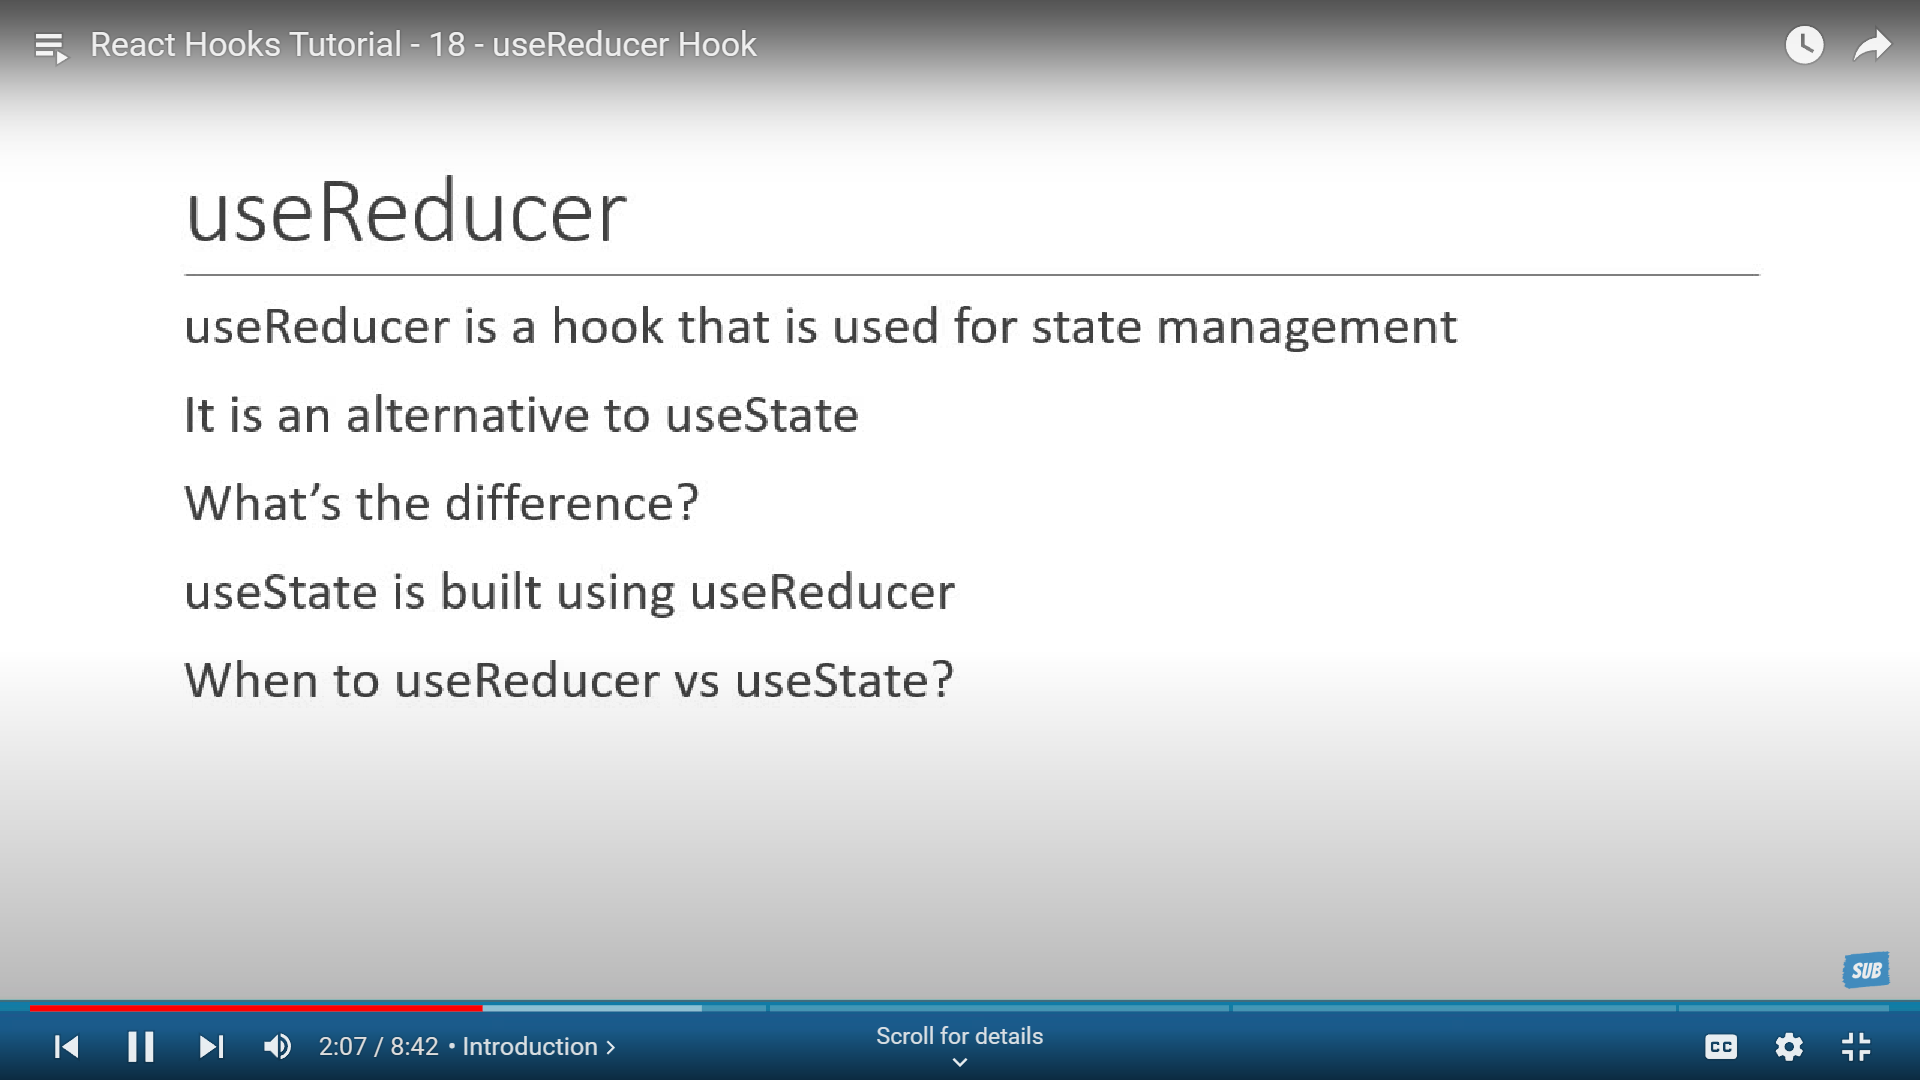 React Hooks Tutorial - 18 - useReducer Hook
useReducer
useReducer is a hook that is used for state management
It is an alternative to useState
What’s the difference?
useState is built using useReducer
When to useReducer vs useState?
SUB
2:07 / 8:42 • Introduction
Scroll for details
CC